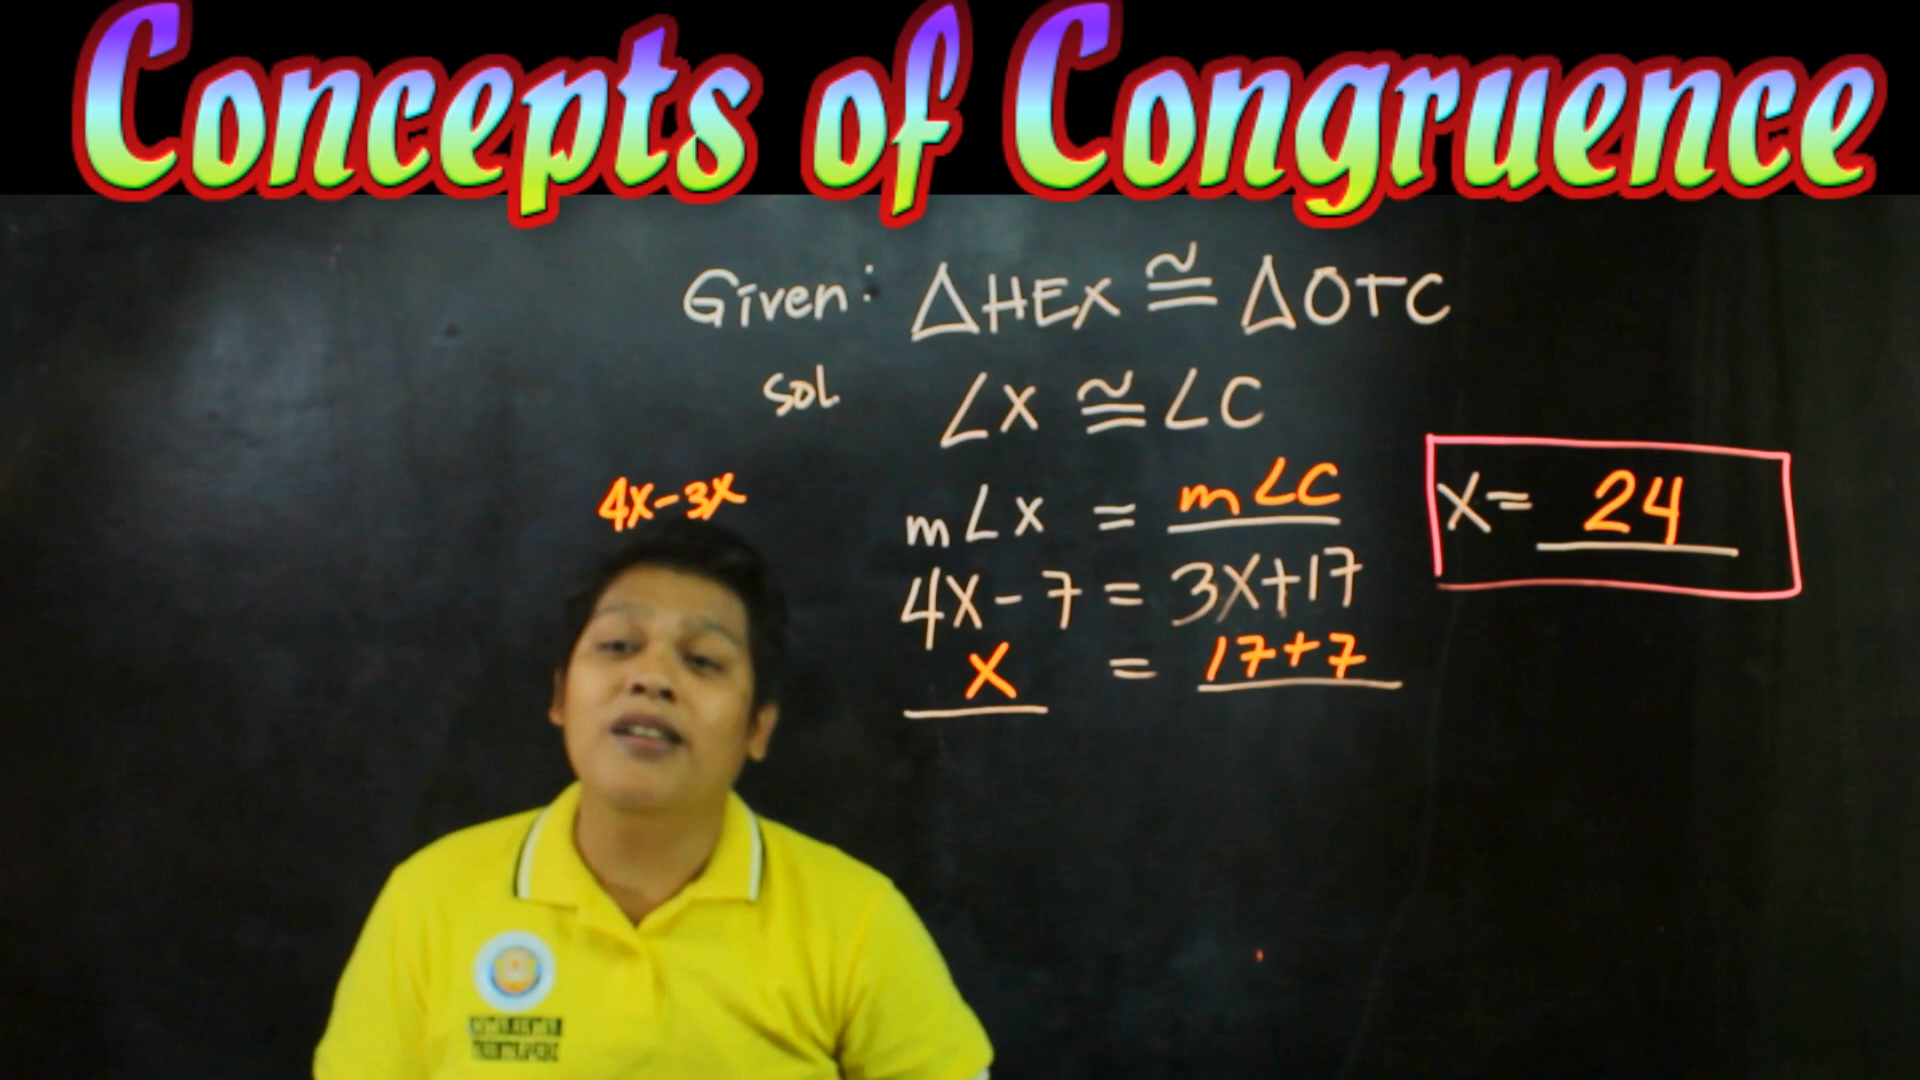 Concepts of Congruence
Given: △HEX ≅ △OTC
Sol
∠X ≅ ∠C
4X-3X
m∠X = m∠C
X= 24
4X-7 = 3X+17
X = 17+7